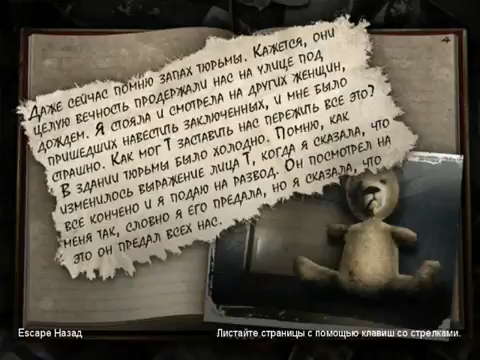 4
Даже сейчас помню запах тюрьмы. Кажется, они
целую вечность продержали нас на улице под
дождем. Я стояла и смотрела на других женщин,
пришедших навестить заключенных, и мне было
страшно. Как мог Т заставить нас пережить все это?
В здании тюрьмы было холодно. Помню, как
изменилось выражение лица Т, когда я сказала, что
все кончено и я подаю на развод. Он посмотрел на
меня так, словно я его предала, но я сказала, что
это он предал всех нас.
Escape Назад
Листайте страницы с помощью клавиш со стрелками.